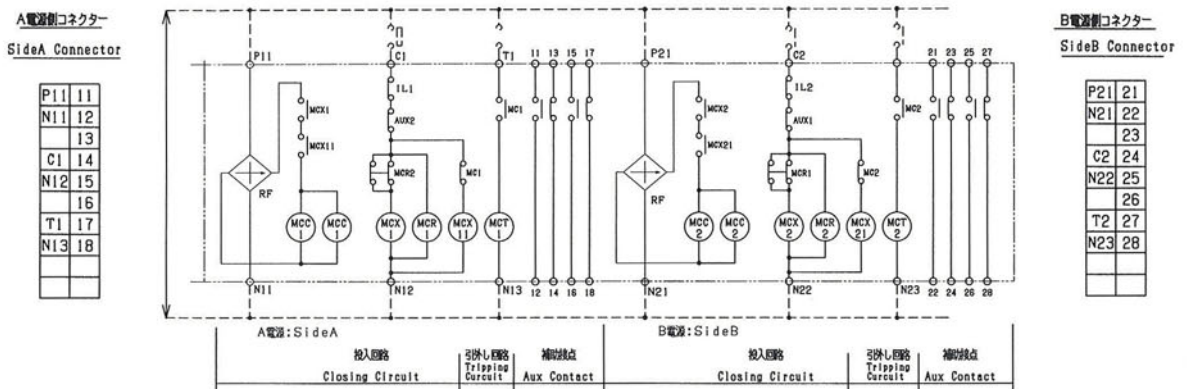 A電源側コネクター
SideA Connector
P11 11
N11 12
13
C1 14
N12 15
16
T1 17
N13 18
P11
C1
T1
11 13 15 17
IL1
AUX2
MCX1
MCX11
MC1
MCR2
MC1
RF
MCC 1
MCC 1
MCX 1
MCR 1
MCX 11
MCT 1
N11
N12
N13
12 14 16 18
P21
C2
21 23 25 27
IL2
AUX1
MCX2
MCX21
MC2
MCR1
MC2
RF
MCC 2
MCC 2
MCX 2
MCR 2
MCX 21
MCT 2
N21
N22
N23
22 24 26 28
A電源:SideA
B電源:SideB
投入回路
Closing Circuit
引外し回路
Tripping
Curcuit
補助接点
Aux Contact
投入回路
Closing Circuit
引外し回路
Tripping
Curcuit
補助接点
Aux Contact
B電源側コネクター
SideB Connector
P21 21
N21 22
23
C2 24
N22 25
26
T2 27
N23 28